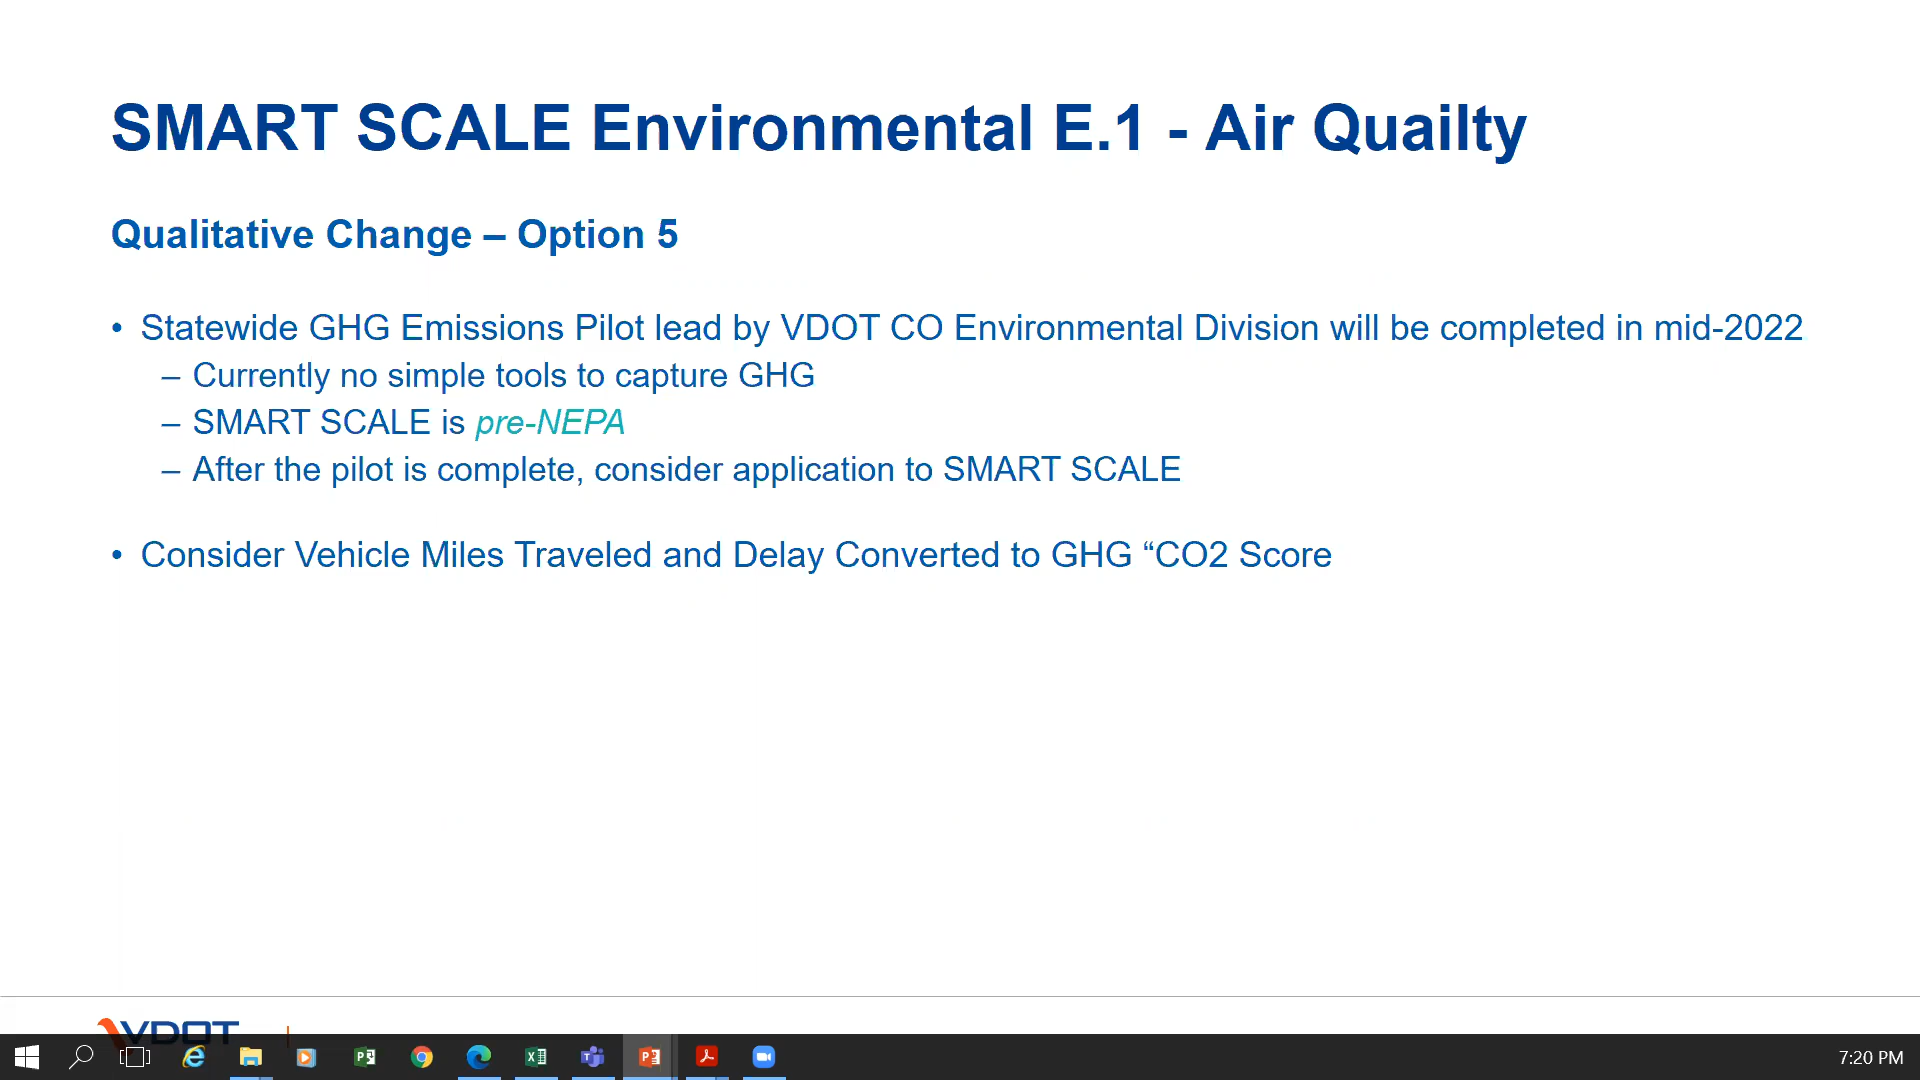 SMART SCALE Environmental E.1 - Air Quailty
Qualitative Change – Option 5
• Statewide GHG Emissions Pilot lead by VDOT CO Environmental Division will be completed in mid-2022
– Currently no simple tools to capture GHG
– SMART SCALE is pre-NEPA
– After the pilot is complete, consider application to SMART SCALE
• Consider Vehicle Miles Traveled and Delay Converted to GHG “CO2 Score
VDOT
7:20 PM